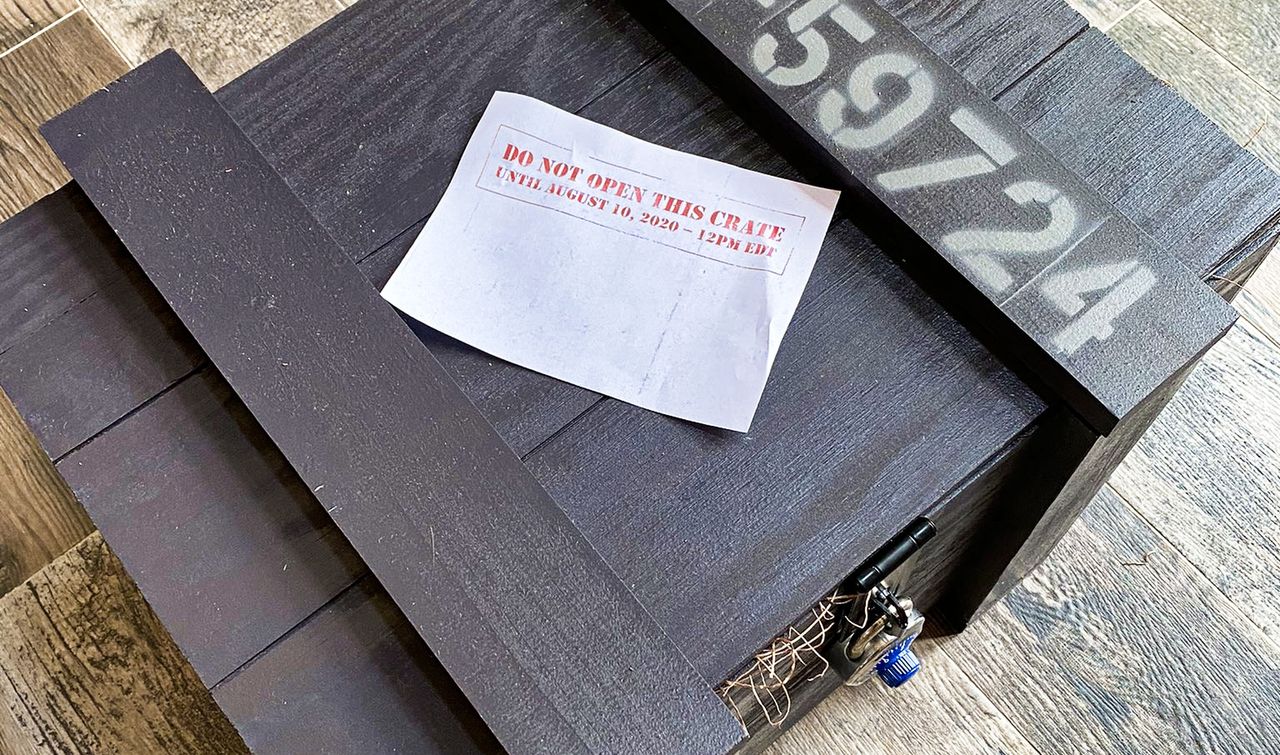 DO NOT OPEN THIS CRATE
UNTIL AUGUST 10, 2020 – 12PM EDT
59724